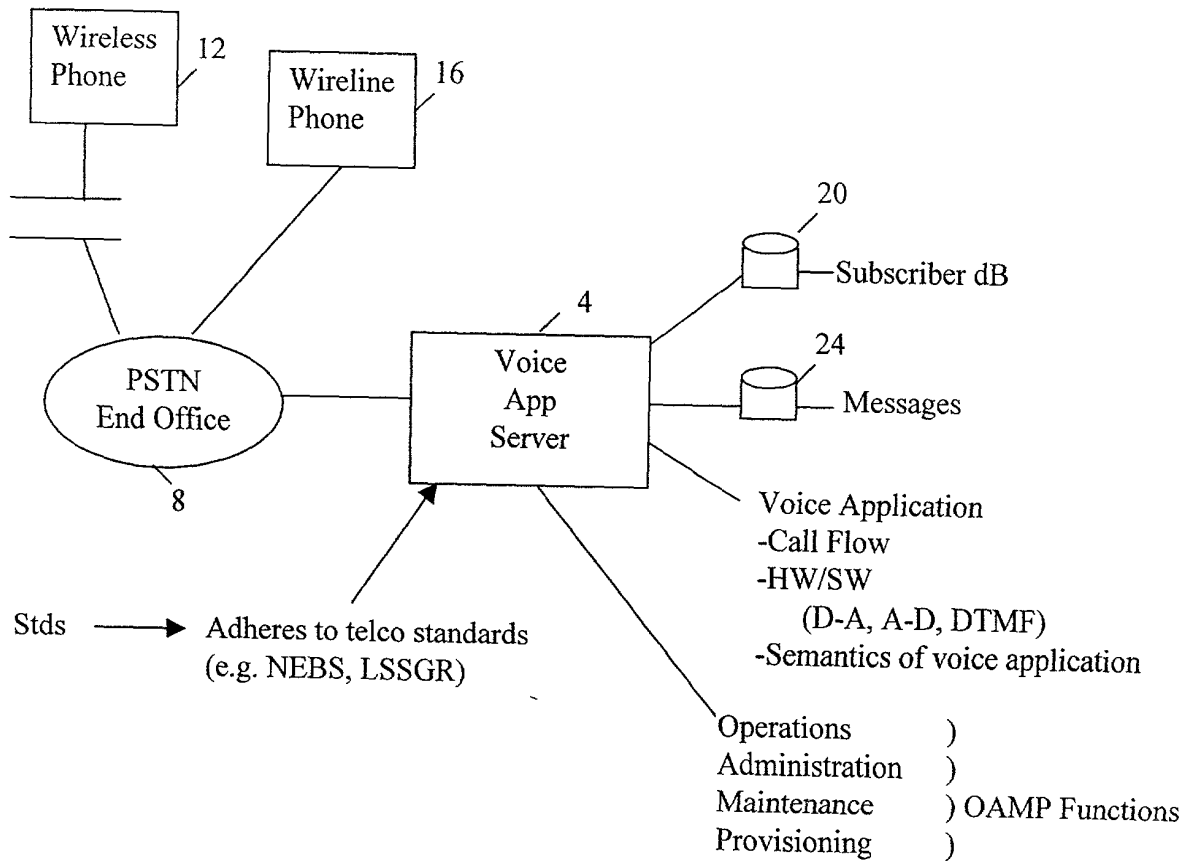 Wireless
Phone
12
Wireline
Phone
16
20
Subscriber dB
4
Voice
App
Server
24
Messages
PSTN
End Office
8
Voice Application
-Call Flow
-HW/SW
(D-A, A-D, DTMF)
-Semantics of voice application
Stds
Adheres to telco standards
(e.g. NEBS, LSSGR)
Operations )
Administration )
Maintenance ) OAMP Functions
Provisioning )